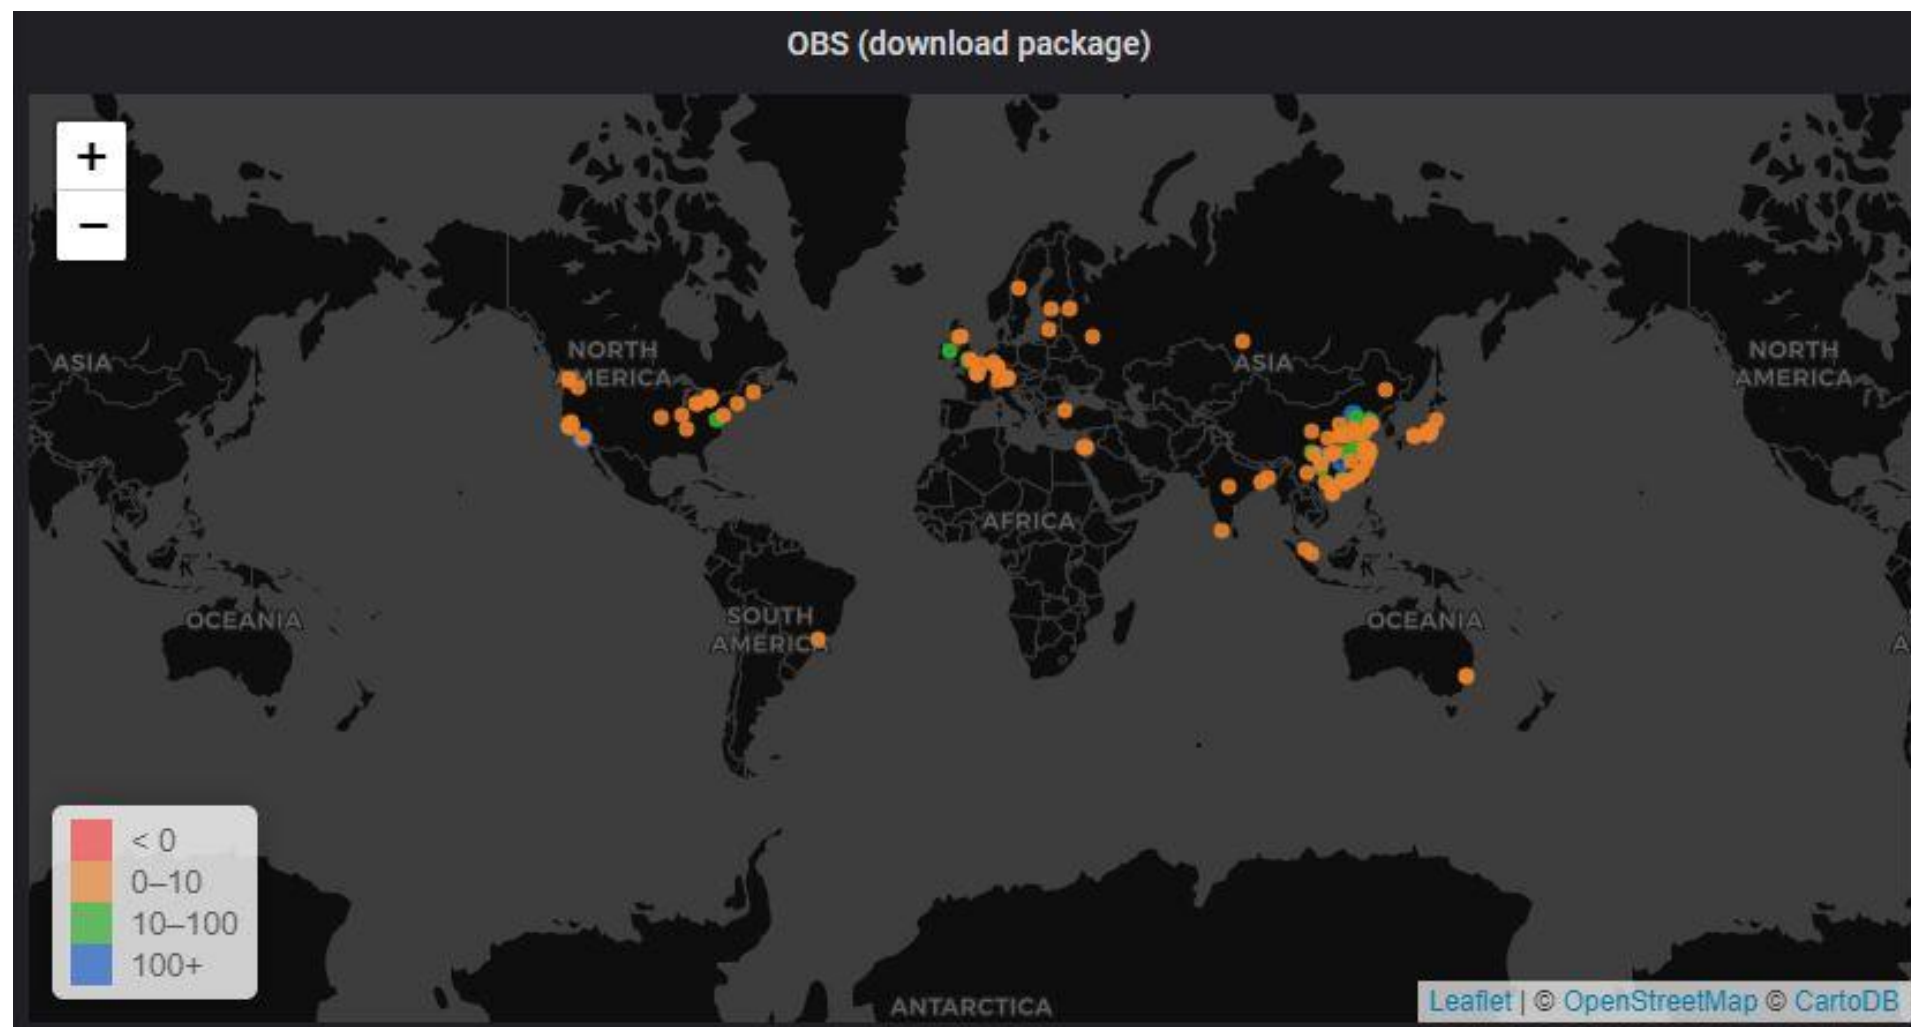 OBS (download package)
+
−
NORTH
AMERICA
ASIA
ASIA
NORTH
AMERICA
AFRICA
OCEANIA
SOUTH
AMERICA
OCEANIA
< 0
0–10
10–100
100+
ANTARCTICA
Leaflet | © OpenStreetMap © CartoDB